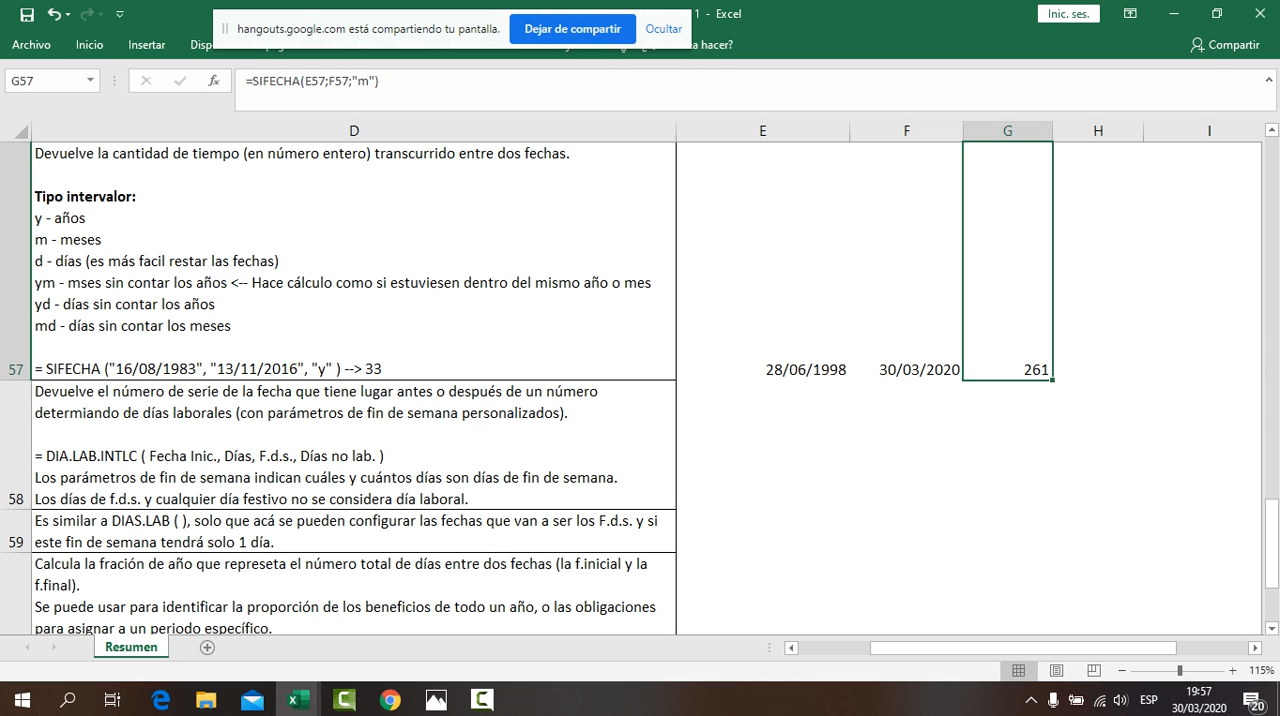 1 - Excel
Inic. ses.
hangouts.google.com está compartiendo tu pantalla.
Dejar de compartir
Ocultar
Archivo
Inicio
Insertar
Disp
hacer?
Compartir
G57
fx
=SIFECHA(E57;F57;"m")
D
E
F
G
H
I
Devuelve la cantidad de tiempo (en número entero) transcurrido entre dos fechas.
Tipo intervalor:
y - años
m - meses
d - días (es más facil restar las fechas)
ym - mses sin contar los años <-- Hace cálculo como si estuviesen dentro del mismo año o mes
yd - días sin contar los años
md - días sin contar los meses
57
= SIFECHA ("16/08/1983", "13/11/2016", "y" ) --> 33
28/06/1998
30/03/2020
261
Devuelve el número de serie de la fecha que tiene lugar antes o después de un número
determiando de días laborales (con parámetros de fin de semana personalizados).
= DIA.LAB.INTLC ( Fecha Inic., Días, F.d.s., Días no lab. )
Los parámetros de fin de semana indican cuáles y cuántos días son días de fin de semana.
58
Los días de f.d.s. y cualquier día festivo no se considera día laboral.
Es similar a DIAS.LAB ( ), solo que acá se pueden configurar las fechas que van a ser los F.d.s. y si
59
este fin de semana tendrá solo 1 día.
Calcula la fración de año que represeta el número total de días entre dos fechas (la f.inicial y la
f.final).
Se puede usar para identificar la proporción de los beneficios de todo un año, o las obligaciones
para asignar a un periodo específico.
Resumen
115%
ESP
19:57
30/03/2020
20